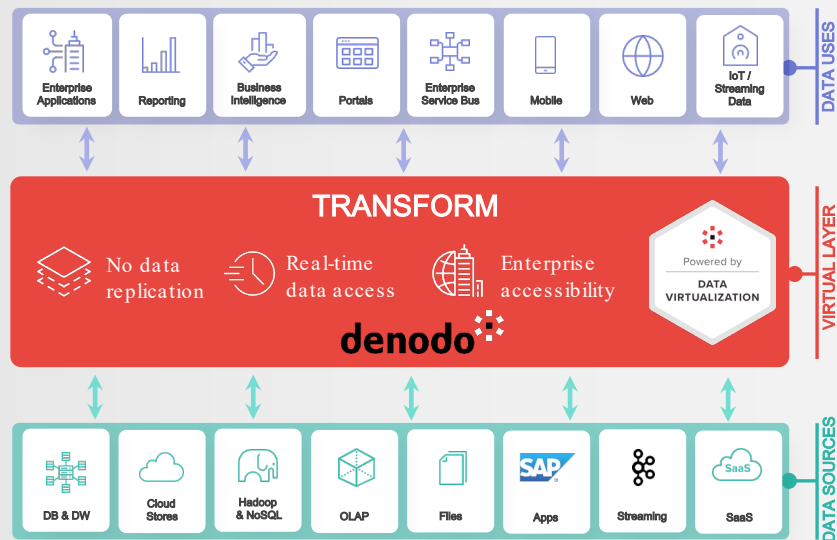 Enterprise
Applications
Reporting
Business
Intelligence
Portals
Enterprise
Service Bus
Mobile
Web
IoT /
Streaming
Data
DATA USES
TRANSFORM
No data
replication
Real-time
data access
Enterprise
accessibility
Powered by
DATA
VIRTUALIZATION
denodo
VIRTUAL LAYER
DB & DW
Cloud
Stores
Hadoop
& NoSQL
OLAP
Files
SAP
Apps
Streaming
SaaS
SaaS
DATA SOURCES